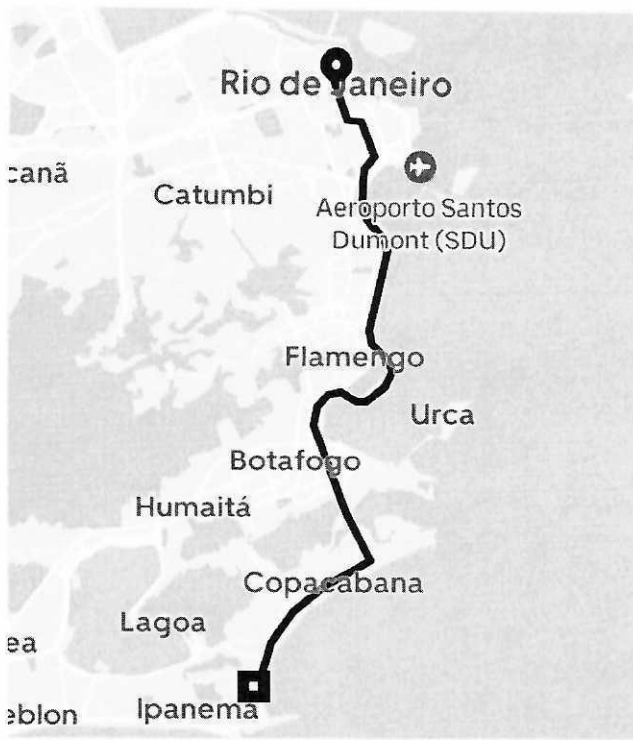 Rio de Janeiro
canã
Catumbi
Aeroporto Santos
Dumont (SDU)
Flamengo
Urca
Botafogo
Humaitá
Copacabana
Lagoa
ea
eblon
Ipanema